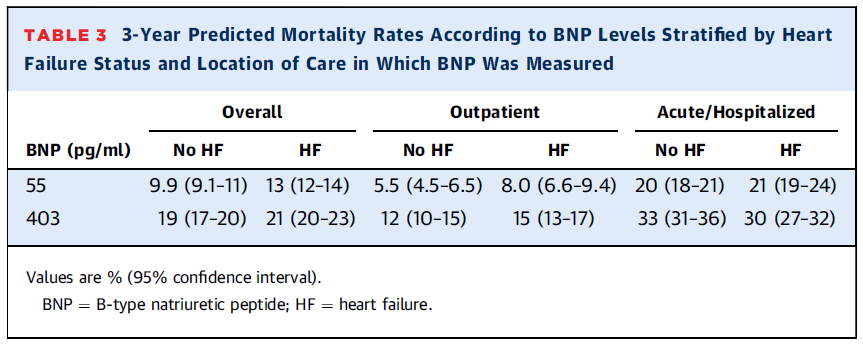 TABLE 3 3-Year Predicted Mortality Rates According to BNP Levels Stratified by Heart
Failure Status and Location of Care in Which BNP Was Measured
Overall Outpatient Acute/Hospitalized
BNP (pg/ml) No HF HF No HF HF No HF HF
55 9.9 (9.1–11) 13 (12–14) 5.5 (4.5–6.5) 8.0 (6.6–9.4) 20 (18–21) 21 (19–24)
403 19 (17–20) 21 (20–23) 12 (10–15) 15 (13–17) 33 (31–36) 30 (27–32)
Values are % (95% confidence interval).
BNP = B-type natriuretic peptide; HF = heart failure.